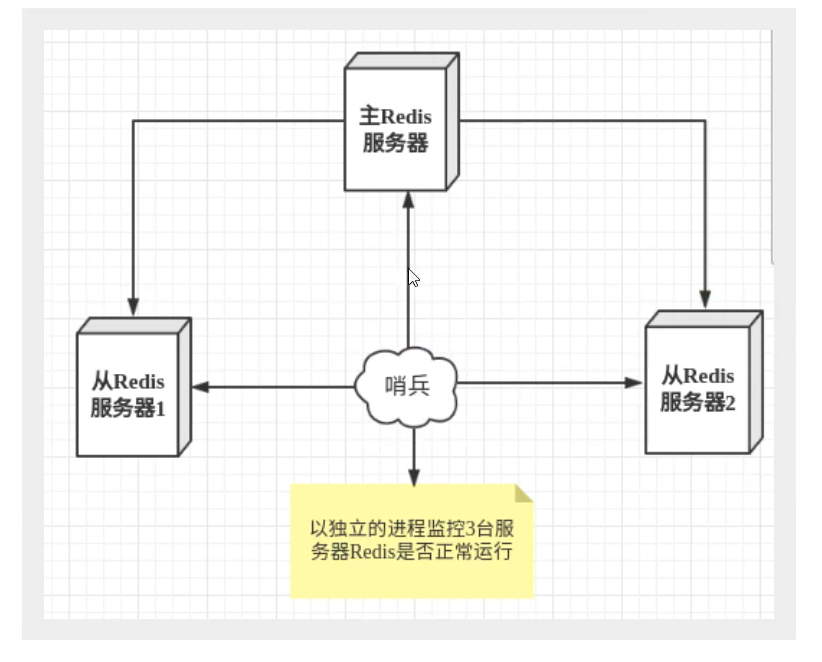 主Redis
服务器
从Redis
服务器1
哨兵
从Redis
服务器2
以独立的进程监控3台服
务器Redis是否正常运行